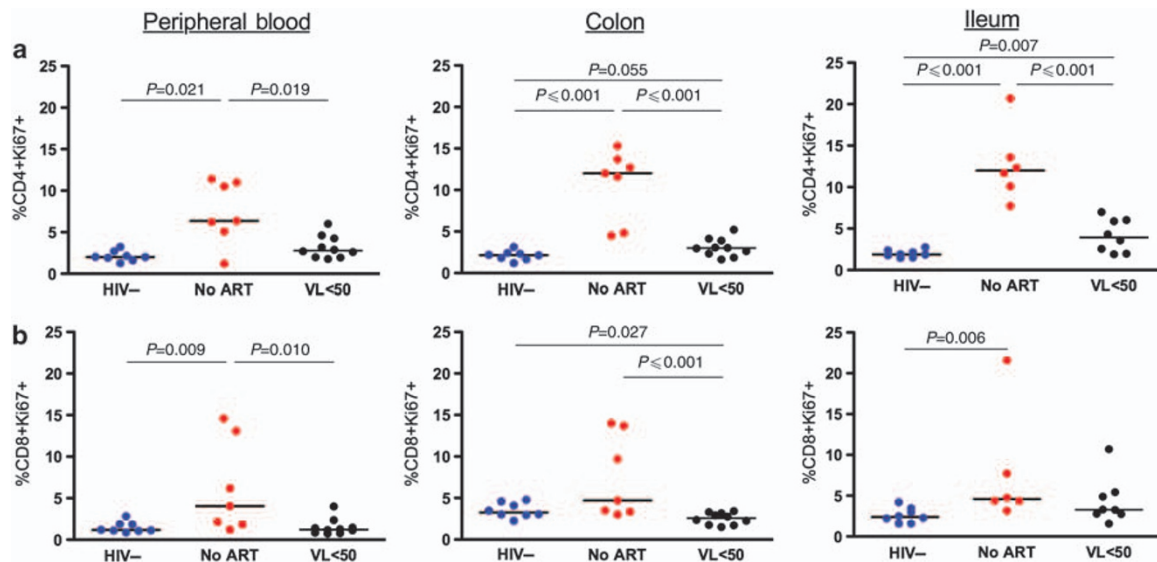 Peripheral blood Colon Ileum
a
%CD4+Ki67+
25
20
15
10
5
0
P=0.021 P=0.019
HIV– No ART VL<50
%CD4+Ki67+
25
20
15
10
5
0
P=0.055
P⩽0.001 P⩽0.001
HIV– No ART VL<50
%CD4+Ki67+
25
20
15
10
5
0
P=0.007
P⩽0.001 P⩽0.001
HIV– No ART VL<50
b
%CD8+Ki67+
25
20
15
10
5
0
P=0.009 P=0.010
HIV– No ART VL<50
%CD8+Ki67+
25
20
15
10
5
0
P=0.027
P⩽0.001
HIV– No ART VL<50
%CD8+Ki67+
25
20
15
10
5
0
P=0.006
HIV– No ART VL<50